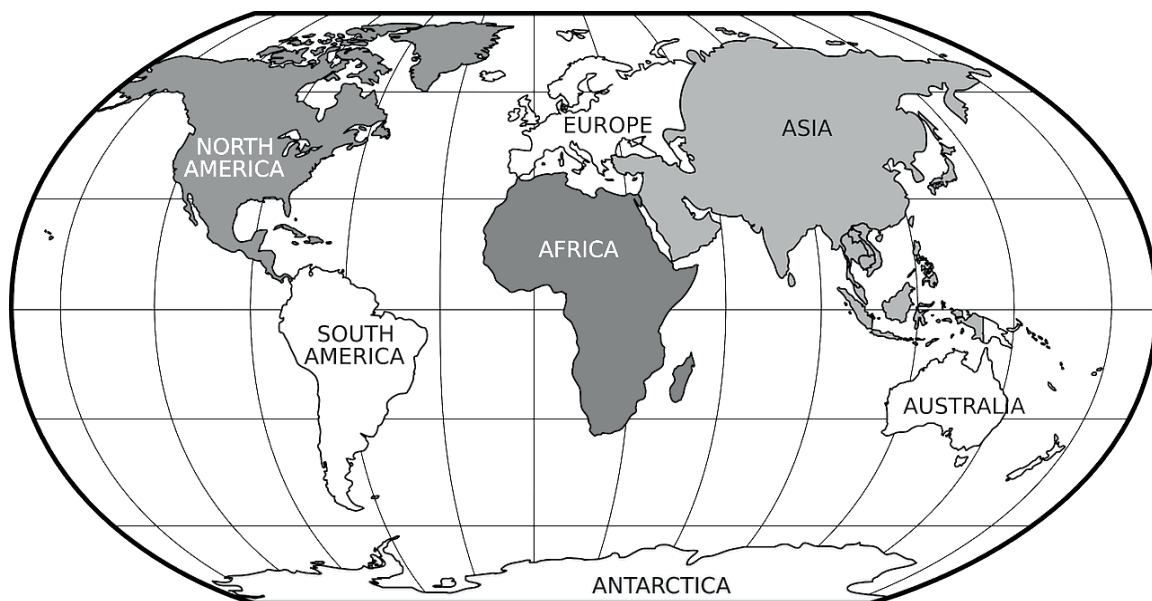 NORTH
AMERICA
EUROPE
ASIA
AFRICA
SOUTH
AMERICA
AUSTRALIA
ANTARCTICA